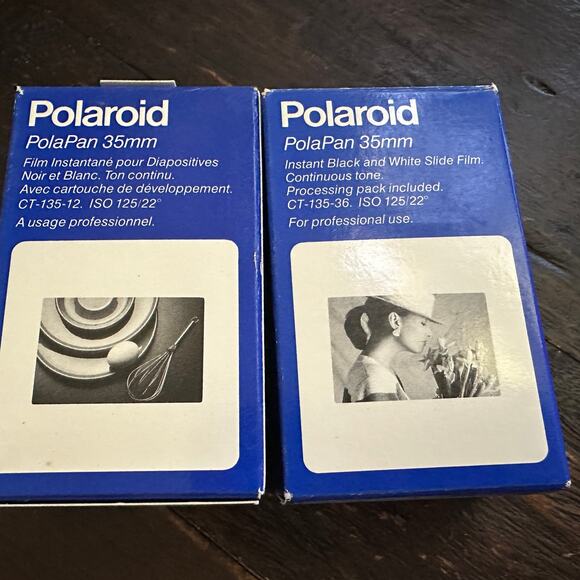 Polaroid
PolaPan 35mm
Film Instantané pour Diapositives
Noir et Blanc. Ton continu.
Avec cartouche de développement.
CT-135-12. ISO 125/22°
A usage professionnel.
Polaroid
PolaPan 35mm
Instant Black and White Slide Film.
Continuous tone.
Processing pack included.
CT-135-36. ISO 125/22°
For professional use.